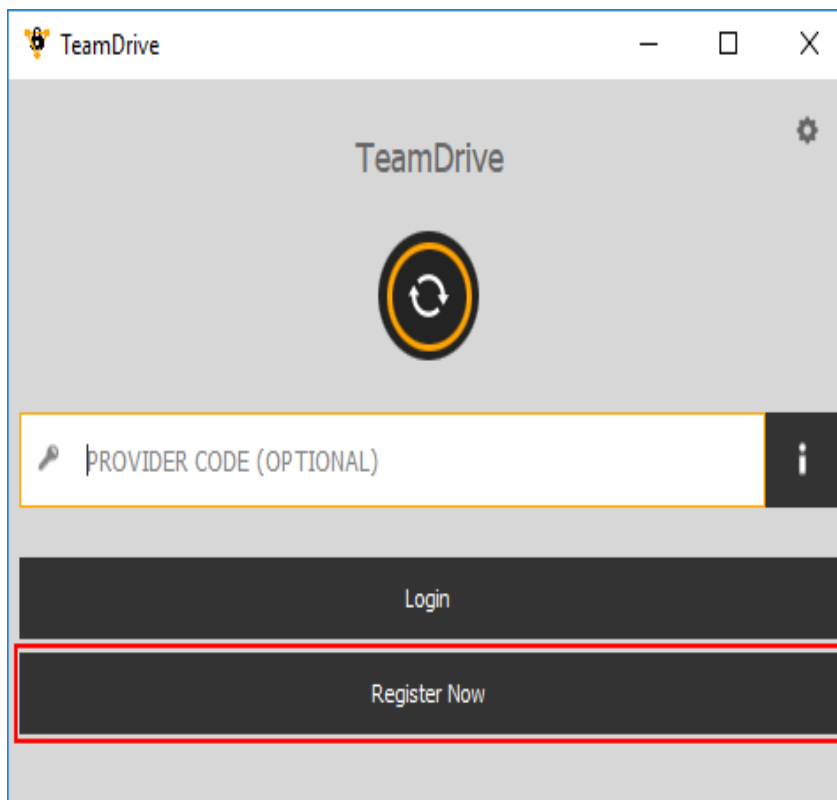 TeamDrive
TeamDrive
PROVIDER CODE (OPTIONAL)
Login
Register Now